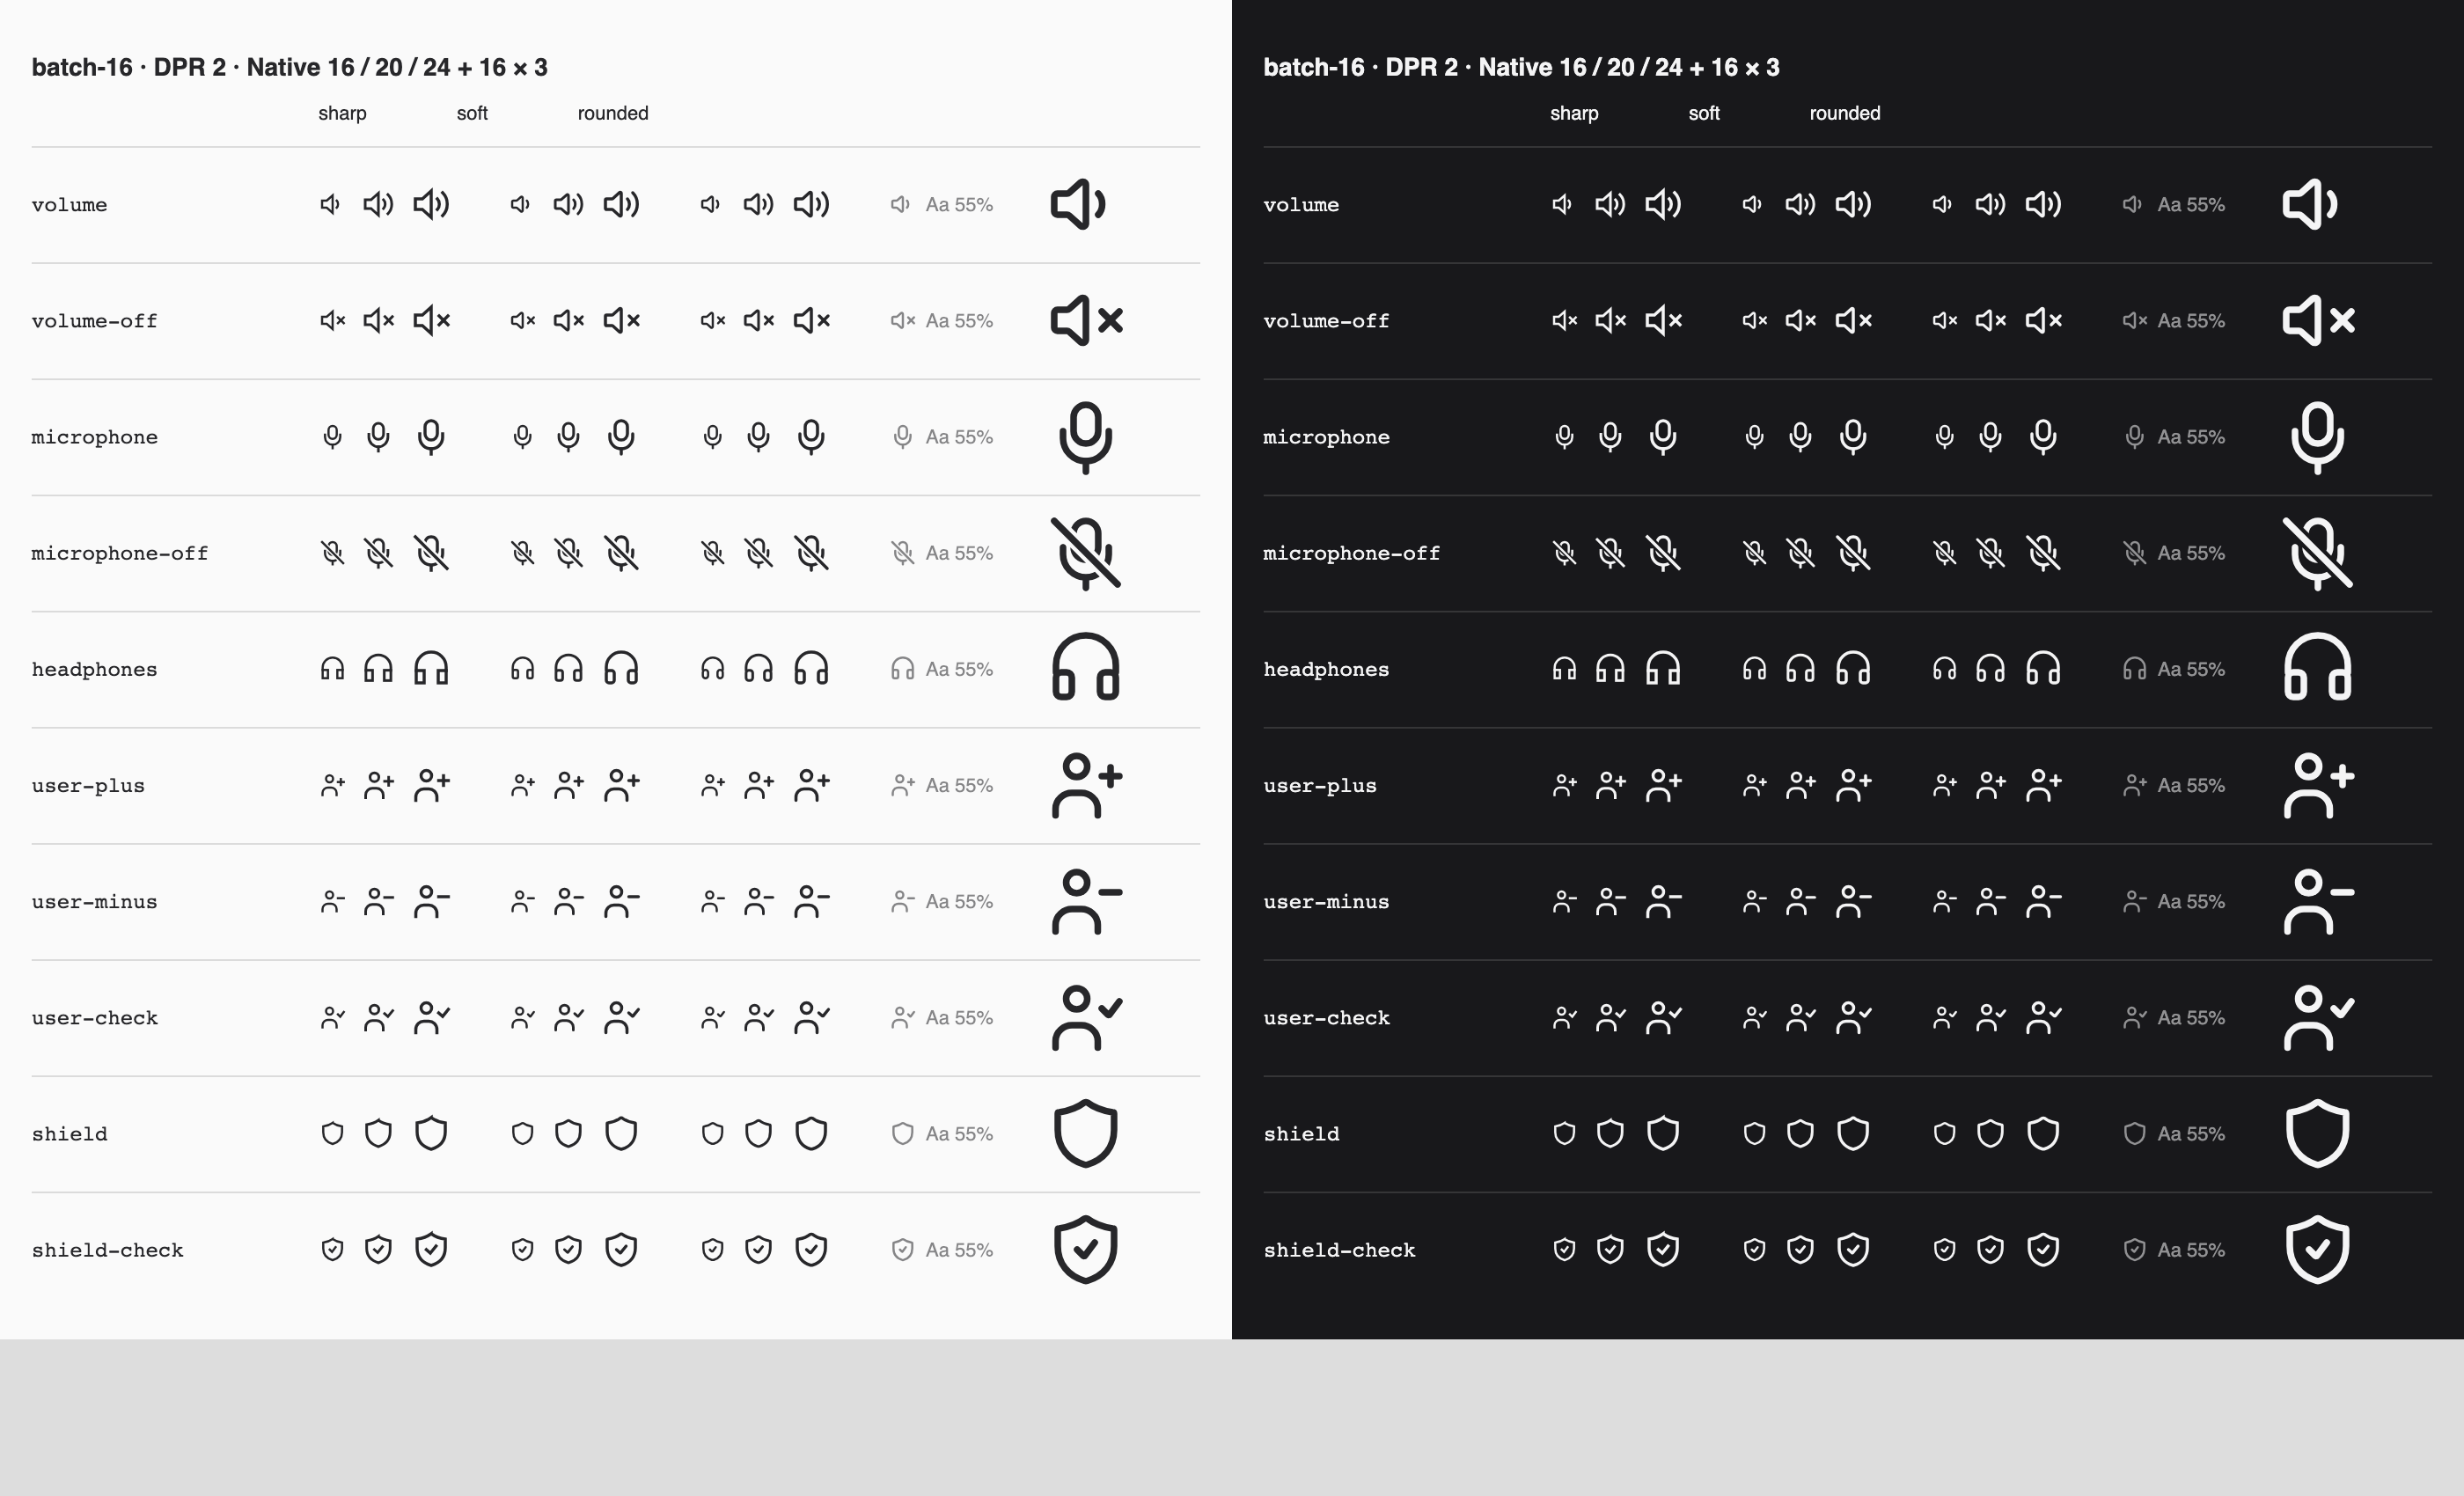 batch-16 · DPR 2 · Native 16 / 20 / 24 + 16 × 3
sharp soft rounded
volume Aa 55%
volume-off Aa 55%
microphone Aa 55%
microphone-off Aa 55%
headphones Aa 55%
user-plus Aa 55%
user-minus Aa 55%
user-check Aa 55%
shield Aa 55%
shield-check Aa 55%
batch-16 · DPR 2 · Native 16 / 20 / 24 + 16 × 3
sharp soft rounded
volume Aa 55%
volume-off Aa 55%
microphone Aa 55%
microphone-off Aa 55%
headphones Aa 55%
user-plus Aa 55%
user-minus Aa 55%
user-check Aa 55%
shield Aa 55%
shield-check Aa 55%